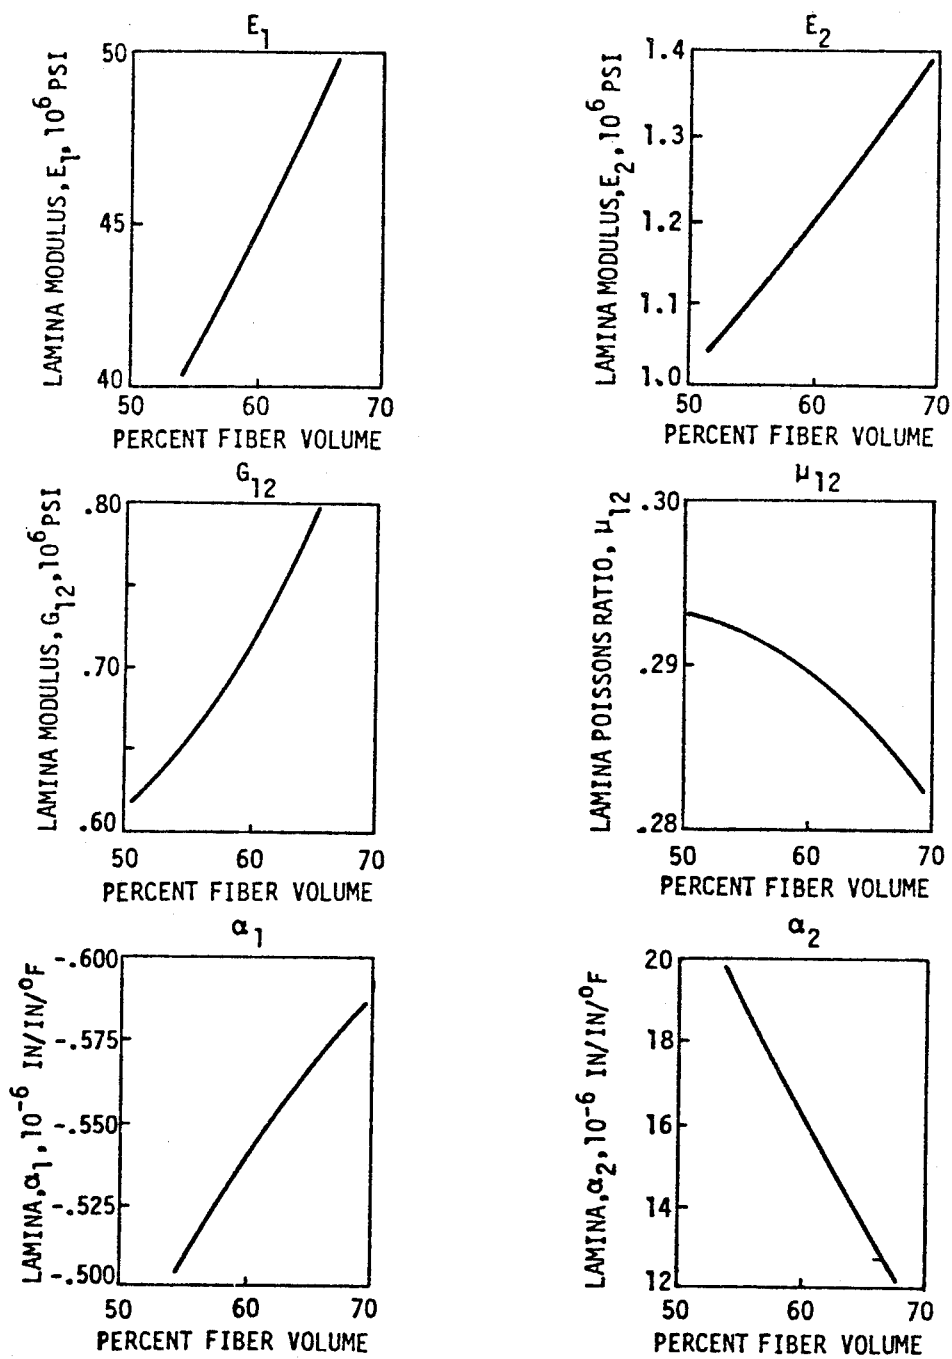 E1
LAMINA MODULUS, E1, 10^6 PSI
50
45
40
50 60 70
PERCENT FIBER VOLUME
E2
LAMINA MODULUS, E2, 10^6 PSI
1.4
1.3
1.2
1.1
1.0
50 60 70
PERCENT FIBER VOLUME
G12
LAMINA MODULUS, G12, 10^6 PSI
.80
.70
.60
50 60 70
PERCENT FIBER VOLUME
μ12
LAMINA POISSONS RATIO, μ12
.30
.29
.28
50 60 70
PERCENT FIBER VOLUME
α1
LAMINA, α1, 10^-6 IN/IN/°F
-.600
-.575
-.550
-.525
-.500
50 60 70
PERCENT FIBER VOLUME
α2
LAMINA, α2, 10^-6 IN/IN/°F
20
18
16
14
12
50 60 70
PERCENT FIBER VOLUME